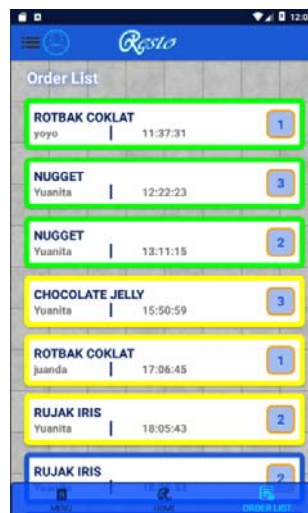 12:0
Resto
Order List
ROTBAK COKLAT
yoyo 11:37:31
1
NUGGET
Yuanita 12:22:23
3
NUGGET
Yuanita 13:11:15
2
CHOCOLATE JELLY
Yuanita 15:50:59
3
ROTBAK COKLAT
juanda 17:06:45
1
RUJAK IRIS
Yuanita 18:05:43
2
RUJAK IRIS
2
MENU HOME ORDER LIST